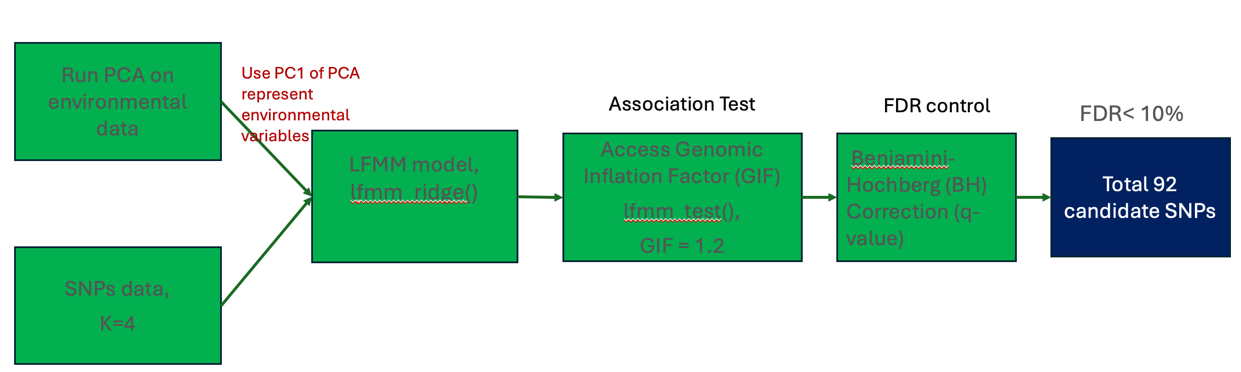 Run PCA on
environmental
data
Use PC1 of PCA
represent
environmental
variables
SNPs data,
K=4
LFMM model,
lfmm_ridge()
Association Test
Access Genomic
Inflation Factor (GIF)
lfmm_test(),
GIF = 1.2
FDR control
Benjamini-
Hochberg (BH)
Correction (q-
value)
FDR< 10%
Total 92
candidate SNPs